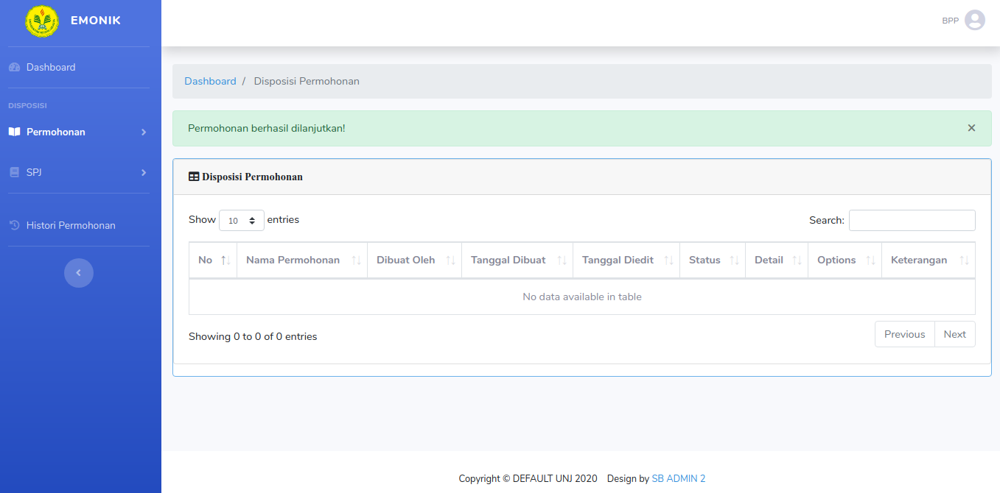 EMONIK
BPP
Dashboard
DISPOSISI
Permohonan
SPJ
Histori Permohonan
Dashboard / Disposisi Permohonan
Permohonan berhasil dilanjutkan! ×
Disposisi Permohonan
Show 10 entries Search:
No Nama Permohonan Dibuat Oleh Tanggal Dibuat Tanggal Diedit Status Detail Options Keterangan
No data available in table
Showing 0 to 0 of 0 entries Previous Next
Copyright © DEFAULT UNJ 2020 Design by SB ADMIN 2